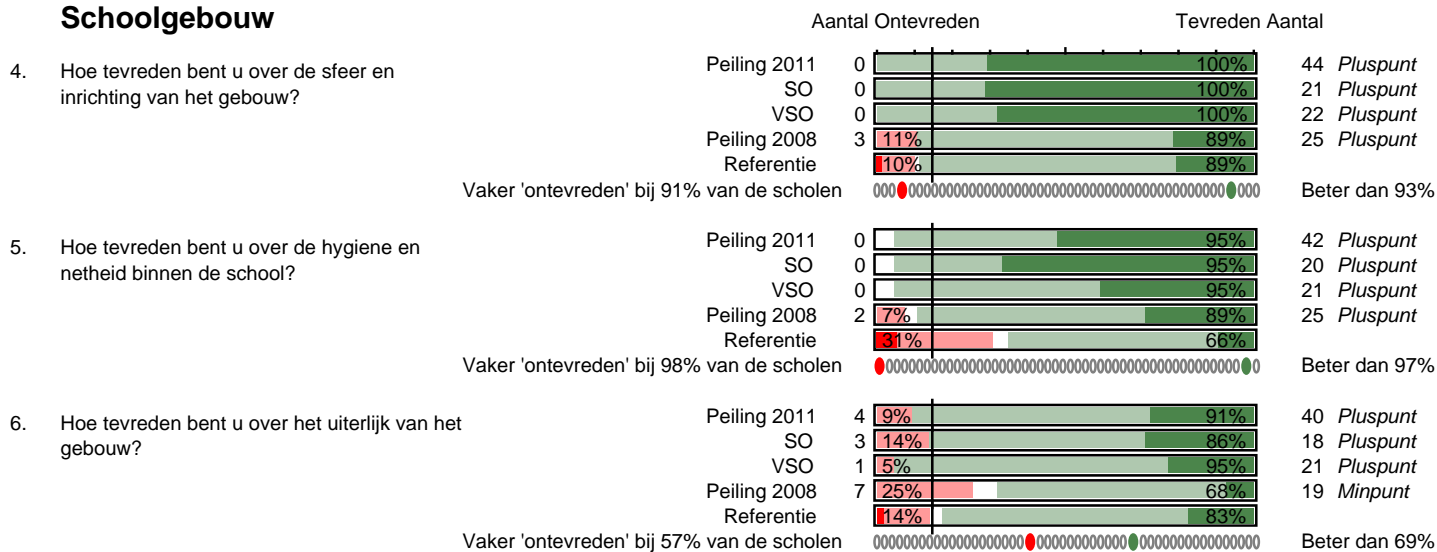 Schoolgebouw
Aantal Ontevreden Tevreden Aantal
4. Hoe tevreden bent u over de sfeer en
inrichting van het gebouw?
Peiling 2011 0 100% 44 Pluspunt
SO 0 100% 21 Pluspunt
VSO 0 100% 22 Pluspunt
Peiling 2008 3 11% 89% 25 Pluspunt
Referentie 10% 89%
Vaker 'ontevreden' bij 91% van de scholen Beter dan 93%
5. Hoe tevreden bent u over de hygiene en
netheid binnen de school?
Peiling 2011 0 95% 42 Pluspunt
SO 0 95% 20 Pluspunt
VSO 0 95% 21 Pluspunt
Peiling 2008 2 7% 89% 25 Pluspunt
Referentie 31% 66%
Vaker 'ontevreden' bij 98% van de scholen Beter dan 97%
6. Hoe tevreden bent u over het uiterlijk van het
gebouw?
Peiling 2011 4 9% 91% 40 Pluspunt
SO 3 14% 86% 18 Pluspunt
VSO 1 5% 95% 21 Pluspunt
Peiling 2008 7 25% 68% 19 Minpunt
Referentie 14% 83%
Vaker 'ontevreden' bij 57% van de scholen Beter dan 69%